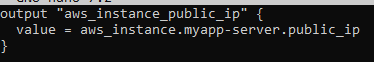 output "aws_instance_public_ip" {
  value = aws_instance.myapp-server.public_ip
}